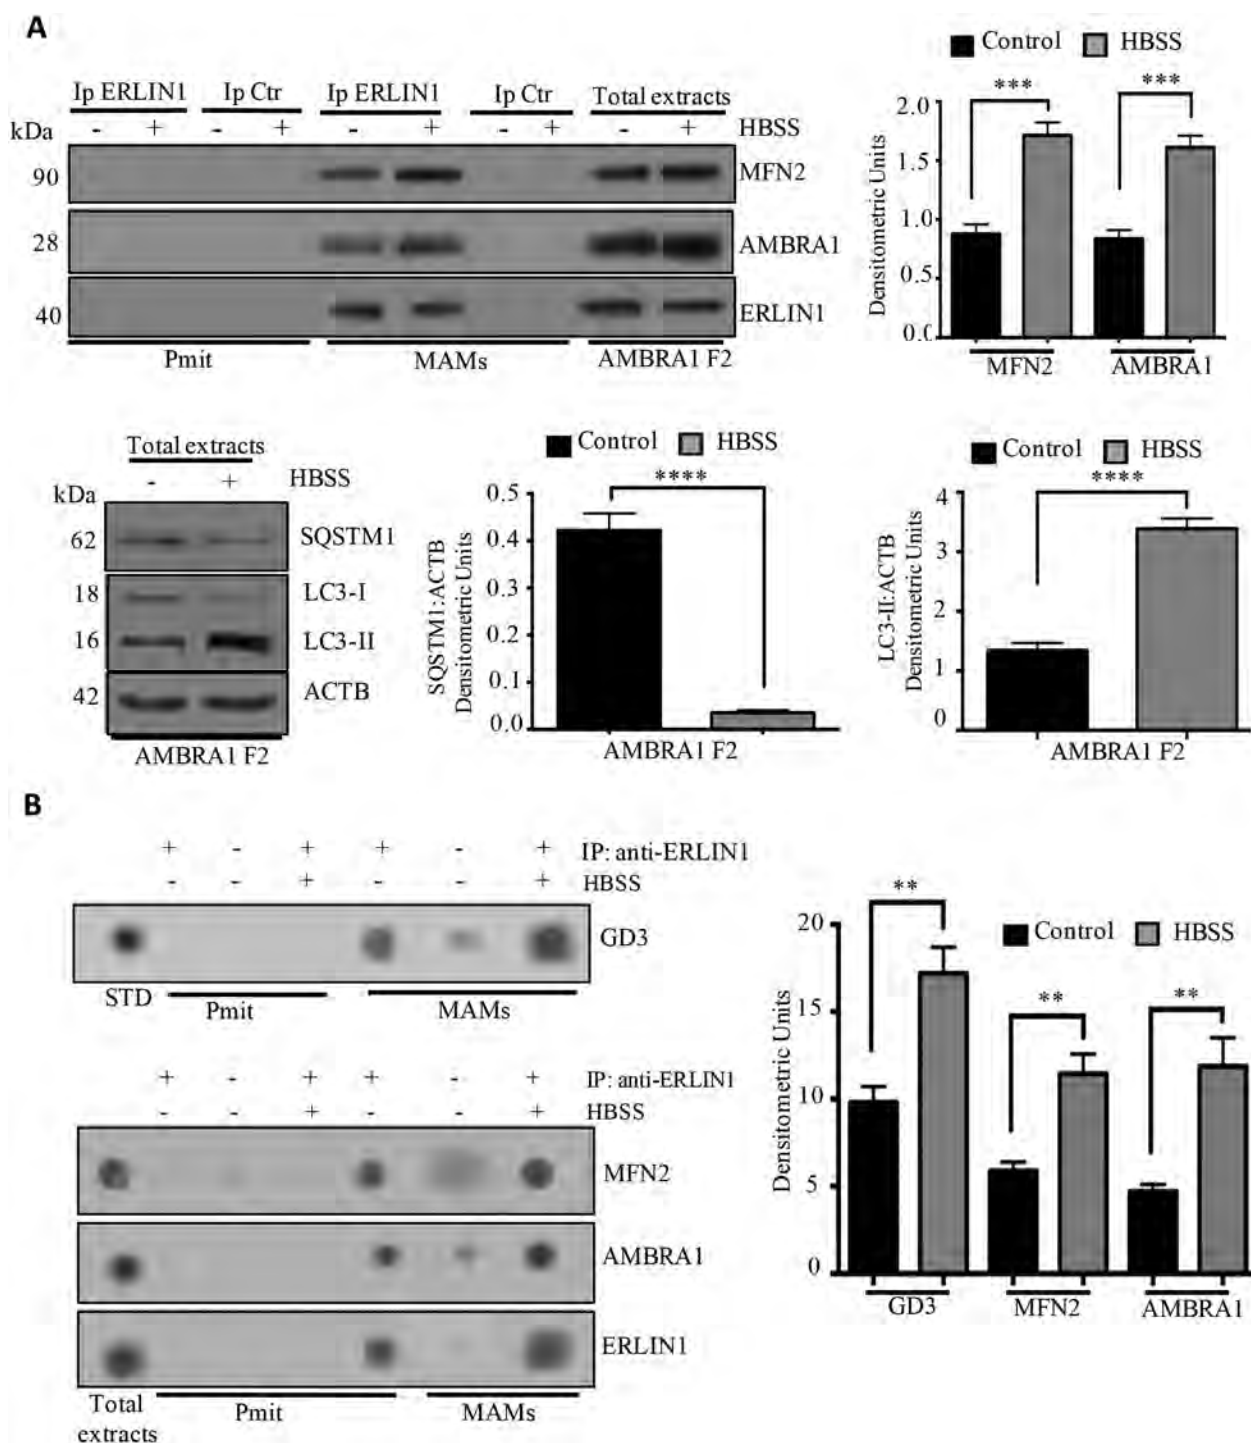 A
Ip ERLIN1 Ip Ctr Ip ERLIN1 Ip Ctr Total extracts
kDa - + - + - + - + - + HBSS
90 MFN2
28 AMBRA1
40 ERLIN1
Pmit MAMs AMBRA1 F2
Control HBSS
*** ***
Densitometric Units
2.0
1.5
1.0
0.5
0.0
MFN2 AMBRA1
Total extracts
- + HBSS
kDa
62 SQSTM1
18 LC3-I
16 LC3-II
42 ACTB
AMBRA1 F2
Control HBSS
****
SQSTM1:ACTB
Densitometric Units
0.5
0.4
0.3
0.2
0.1
0.0
AMBRA1 F2
Control HBSS
****
LC3-II:ACTB
Densitometric Units
4
3
2
1
0
AMBRA1 F2
B
+ - + + - + IP: anti-ERLIN1
- - + - - + HBSS
GD3
STD Pmit MAMs
+ - + + - + IP: anti-ERLIN1
- - + - - + HBSS
MFN2
AMBRA1
ERLIN1
Total extracts Pmit MAMs
Control HBSS
** ** **
Densitometric Units
20
15
10
5
0
GD3 MFN2 AMBRA1